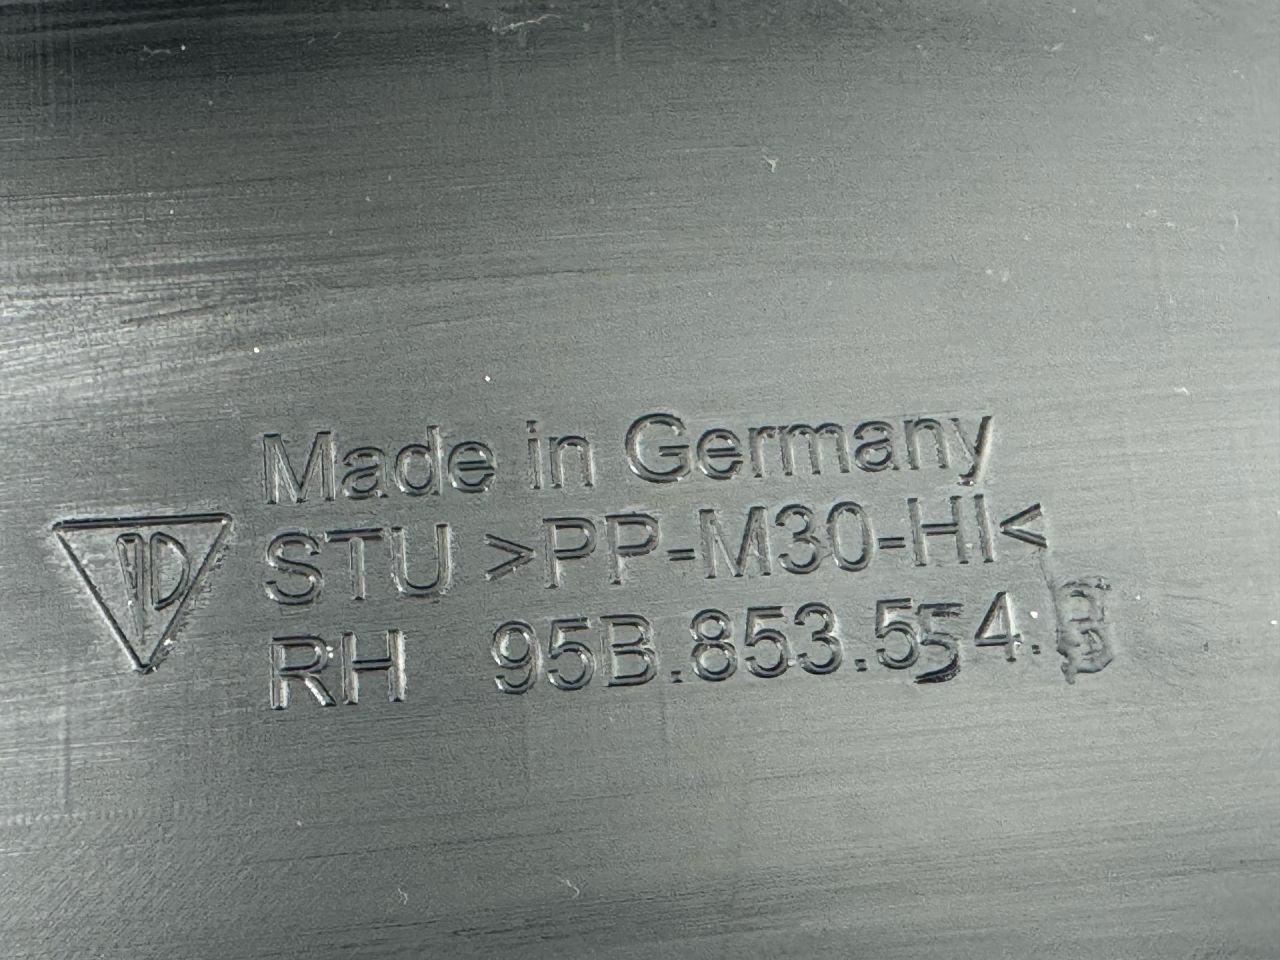 Made in Germany
STU >PP-M30-HI<
RH 95B.853.554.